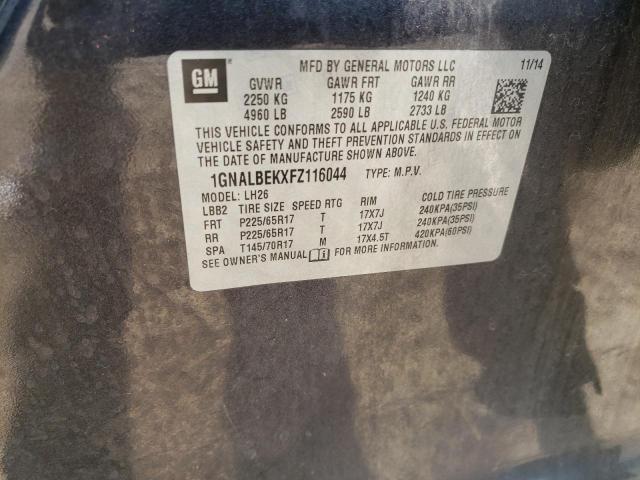 GM
MFD BY GENERAL MOTORS LLC 11/14
GVWR GAWR FRT GAWR RR
2250 KG 1175 KG 1240 KG
4960 LB 2590 LB 2733 LB
THIS VEHICLE CONFORMS TO ALL APPLICABLE U.S. FEDERAL MOTOR
VEHICLE SAFETY AND THEFT PREVENTION STANDARDS IN EFFECT ON
THE DATE OF MANUFACTURE SHOWN ABOVE.
1GNALBEKXFZ116044 TYPE: M.P.V.
MODEL: LH26
LBB2 TIRE SIZE SPEED RTG RIM COLD TIRE PRESSURE
FRT P225/65R17 T 17X7J 240KPA(35PSI)
RR P225/65R17 T 17X7J 240KPA(35PSI)
SPA T145/70R17 M 17X4.5T 420KPA(60PSI)
SEE OWNER'S MANUAL FOR MORE INFORMATION.